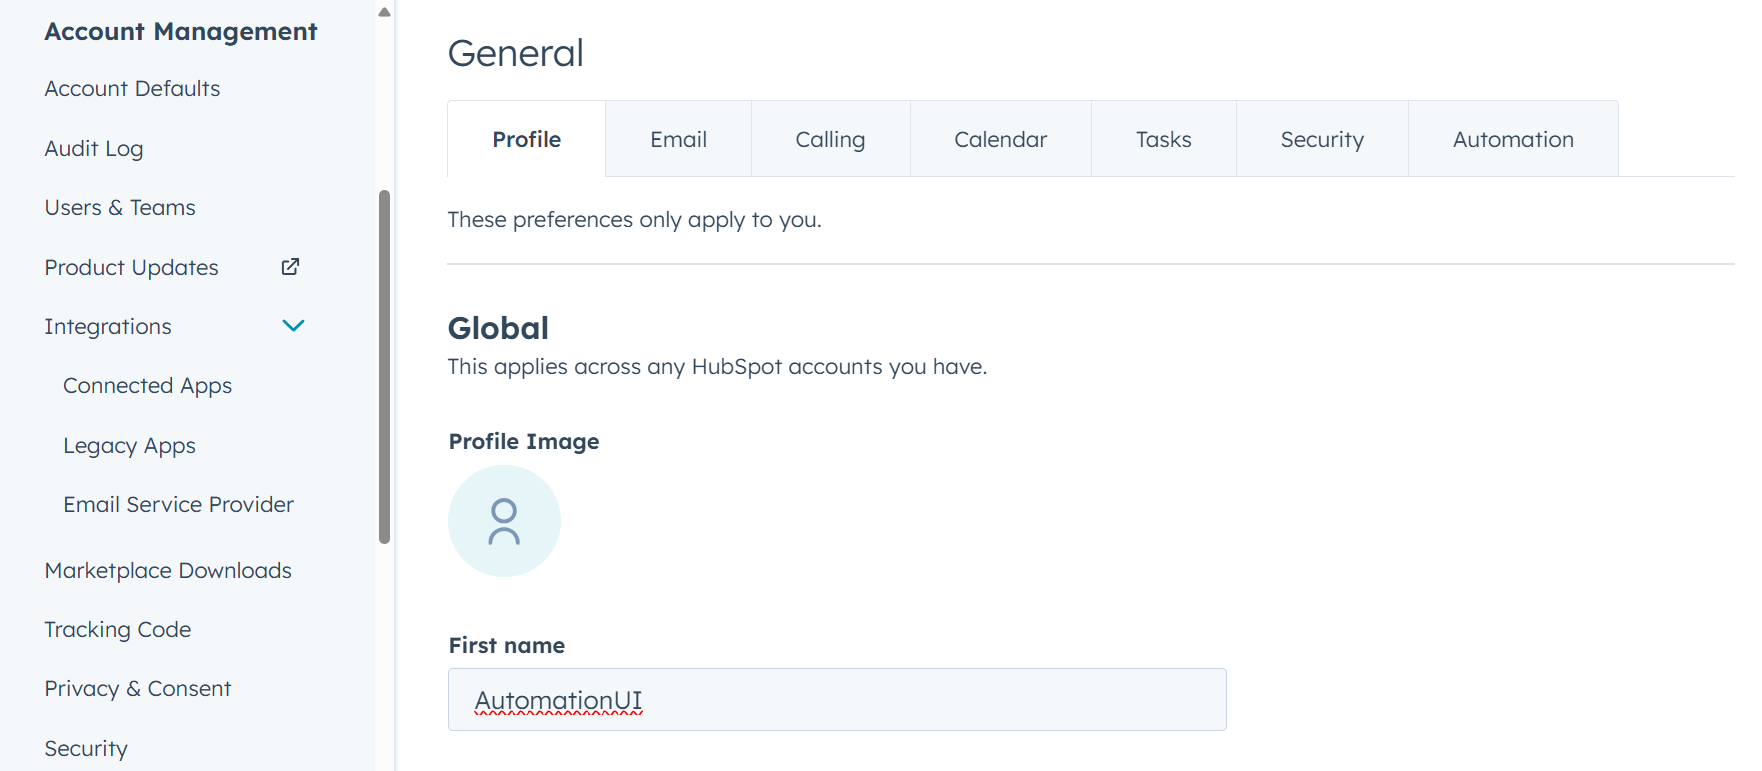 Account Management
Account Defaults
Audit Log
Users & Teams
Product Updates
Integrations
Connected Apps
Legacy Apps
Email Service Provider
Marketplace Downloads
Tracking Code
Privacy & Consent
Security
General
Profile Email Calling Calendar Tasks Security Automation
These preferences only apply to you.
Global
This applies across any HubSpot accounts you have.
Profile Image
First name
AutomationUI